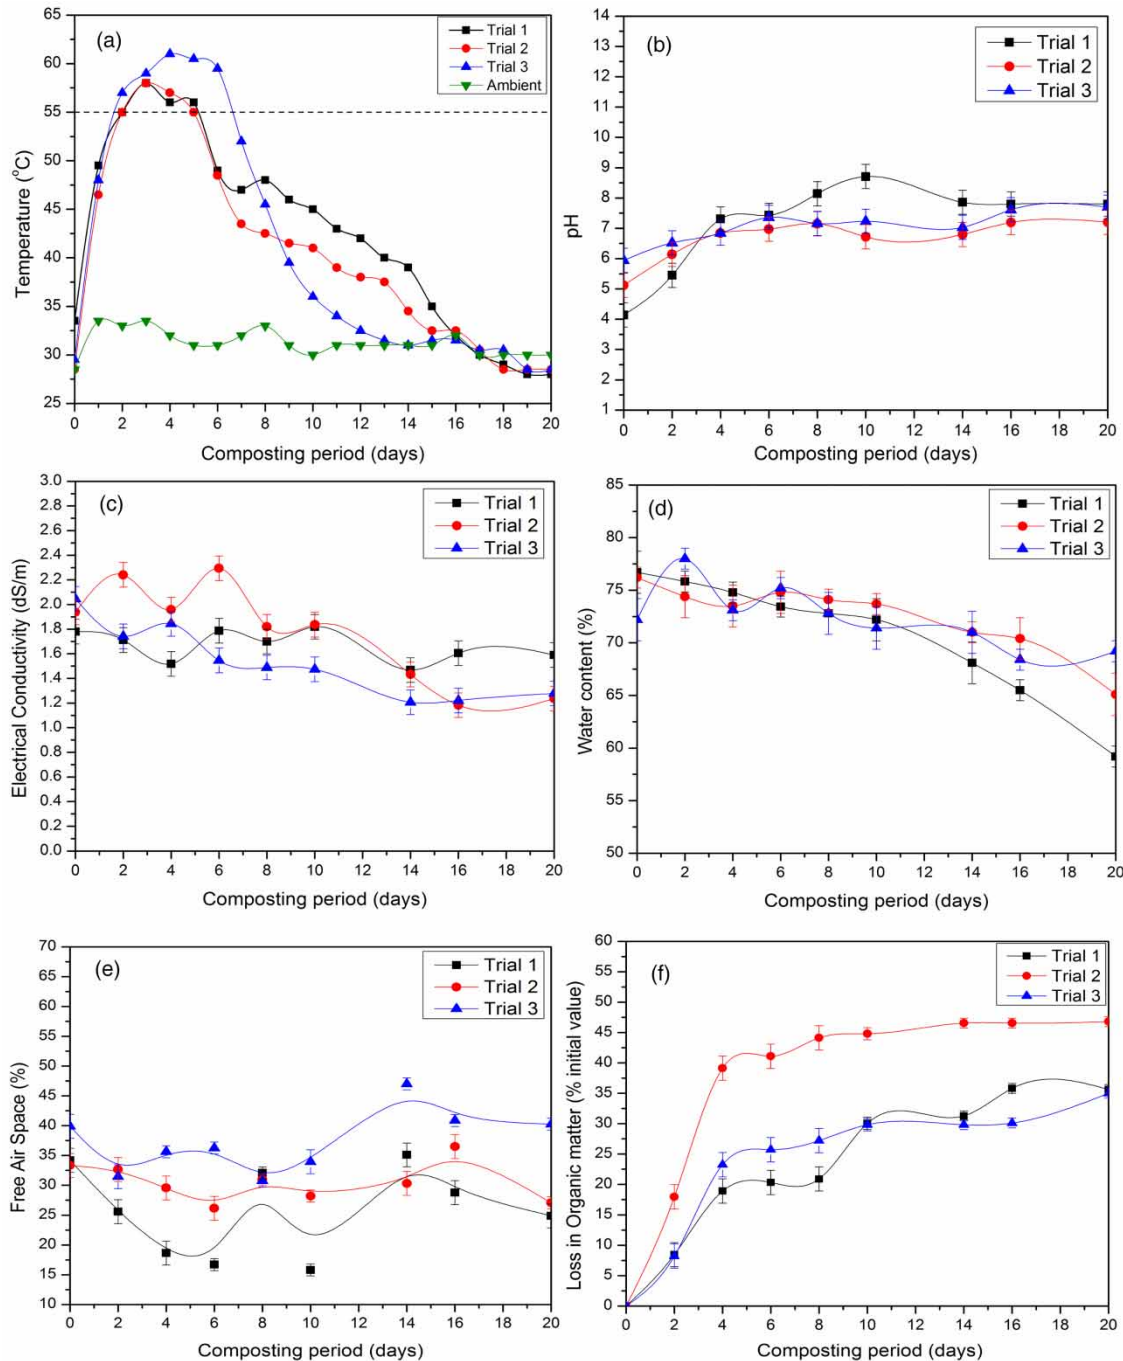 (a)
Trial 1
Trial 2
Trial 3
Ambient
65
60
55
50
45
40
35
30
25
Temperature (°C)
0 2 4 6 8 10 12 14 16 18 20
Composting period (days)
(b)
Trial 1
Trial 2
Trial 3
14
13
12
11
10
9
8
7
6
5
4
3
2
1
pH
0 2 4 6 8 10 12 14 16 18 20
Composting period (days)
(c)
Trial 1
Trial 2
Trial 3
3.0
2.8
2.6
2.4
2.2
2.0
1.8
1.6
1.4
1.2
1.0
0.8
0.6
0.4
0.2
0.0
Electrical Conductivity (dS/m)
0 2 4 6 8 10 12 14 16 18 20
Composting period (days)
(d)
Trial 1
Trial 2
Trial 3
85
80
75
70
65
60
55
50
Water content (%)
0 2 4 6 8 10 12 14 16 18 20
Composting period (days)
(e)
Trial 1
Trial 2
Trial 3
70
65
60
55
50
45
40
35
30
25
20
15
10
Free Air Space (%)
0 2 4 6 8 10 12 14 16 18 20
Composting period (days)
(f)
Trial 1
Trial 2
Trial 3
60
55
50
45
40
35
30
25
20
15
10
5
0
Loss in Organic matter (% initial value)
0 2 4 6 8 10 12 14 16 18 20
Composting period (days)